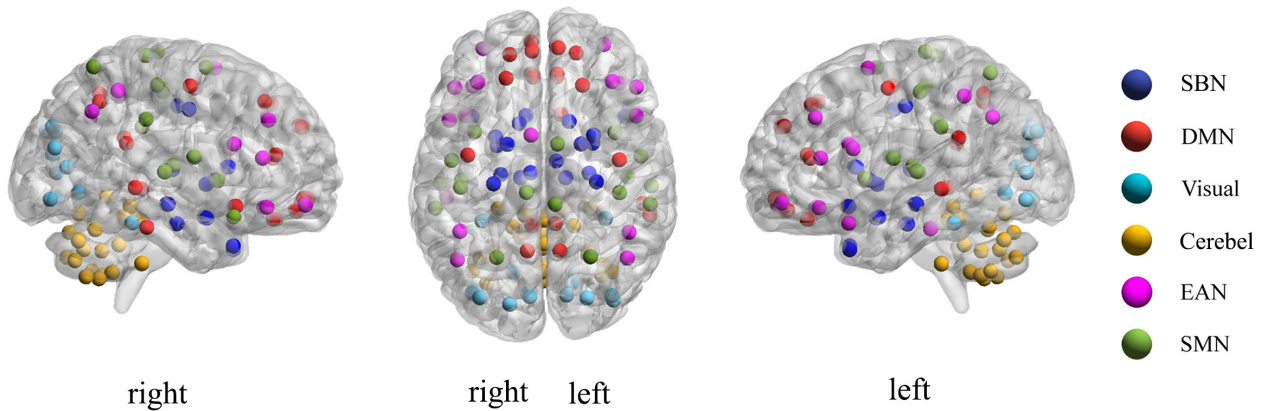 SBN
DMN
Visual
Cerebel
EAN
SMN
right
right left
left